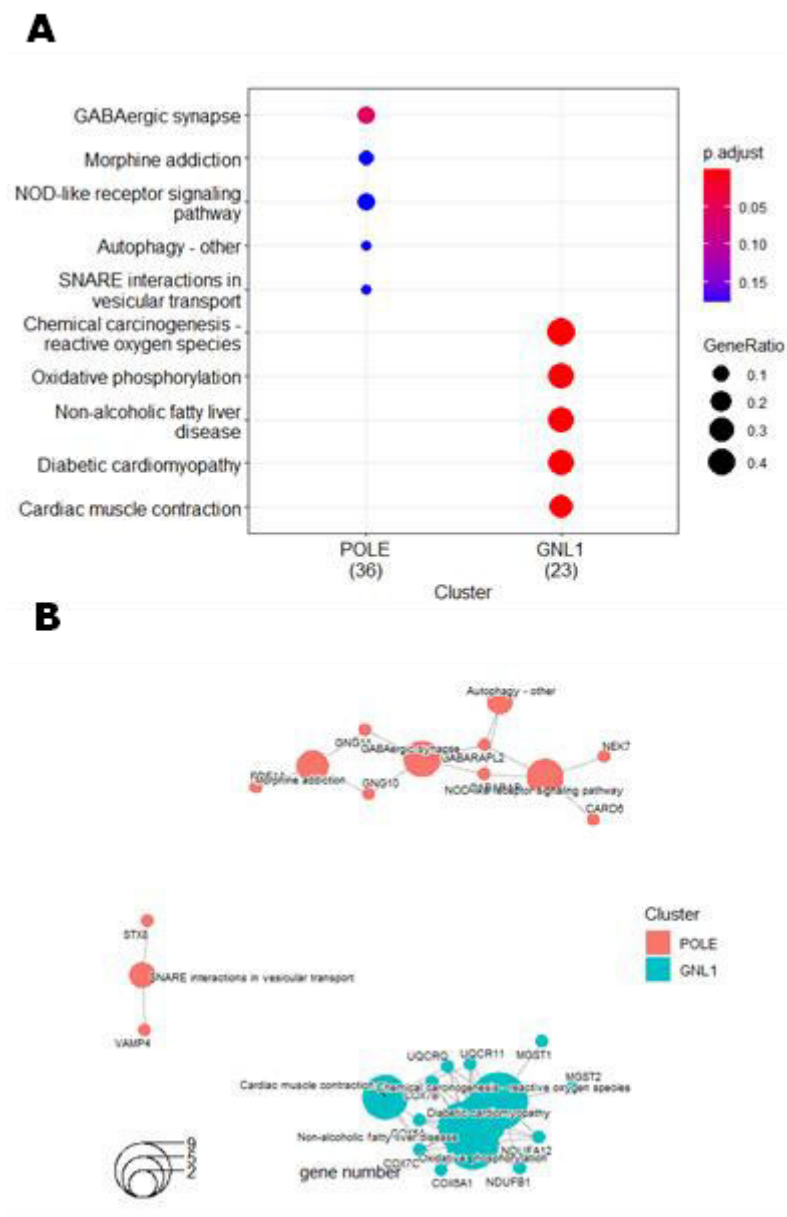 A
GABAergic synapse
Morphine addiction
NOD-like receptor signaling
pathway
Autophagy - other
SNARE interactions in
vesicular transport
Chemical carcinogenesis -
reactive oxygen species
Oxidative phosphorylation
Non-alcoholic fatty liver
disease
Diabetic cardiomyopathy
Cardiac muscle contraction
POLE
(36)
GNL1
(23)
Cluster
p.adjust
0.05
0.10
0.15
GeneRatio
0.1
0.2
0.3
0.4
B
Autophagy - other
GABAergic synapse
GABARAPL2
NEK7
Morphine addiction
GNG10
NOD-like receptor signaling pathway
CARD6
STX8
SNARE interactions in vesicular transport
VAMP4
Cluster
POLE
GNL1
UQCRQ
UQCR11
MGST1
MGST2
Cardiac muscle contraction
Chemical carcinogenesis - reactive oxygen species
Diabetic cardiomyopathy
Non-alcoholic fatty liver disease
NDUFA12
COX7C
Oxidative phosphorylation
COX6A1
NDUFB1
gene number
9
5
3
2